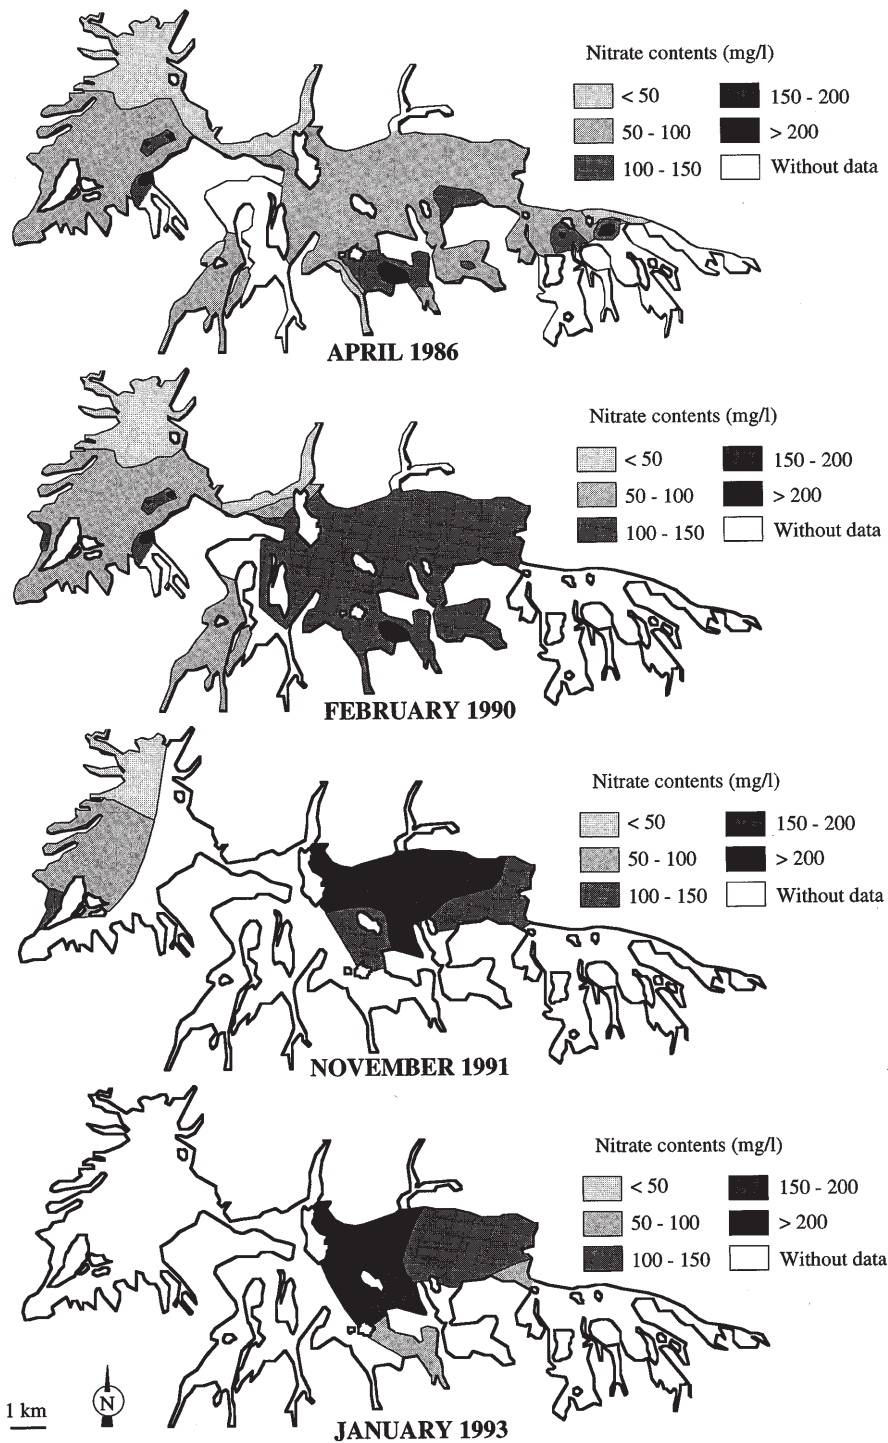 Nitrate contents (mg/l)
< 50 150 - 200
50 - 100 > 200
100 - 150 Without data
APRIL 1986
Nitrate contents (mg/l)
< 50 150 - 200
50 - 100 > 200
100 - 150 Without data
FEBRUARY 1990
Nitrate contents (mg/l)
< 50 150 - 200
50 - 100 > 200
100 - 150 Without data
NOVEMBER 1991
Nitrate contents (mg/l)
< 50 150 - 200
50 - 100 > 200
100 - 150 Without data
1 km N
JANUARY 1993